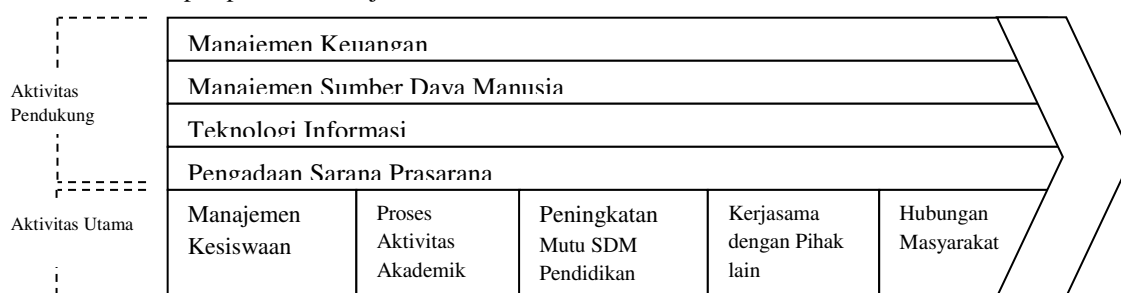 Manajemen Keuangan
Manajemen Sumber Daya Manusia
Aktivitas
Pendukung
Teknologi Informasi
Pengadaan Sarana Prasarana
Aktivitas Utama
Manajemen
Kesiswaan
Proses
Aktivitas
Akademik
Peningkatan
Mutu SDM
Pendidikan
Kerjasama
dengan Pihak
lain
Hubungan
Masyarakat